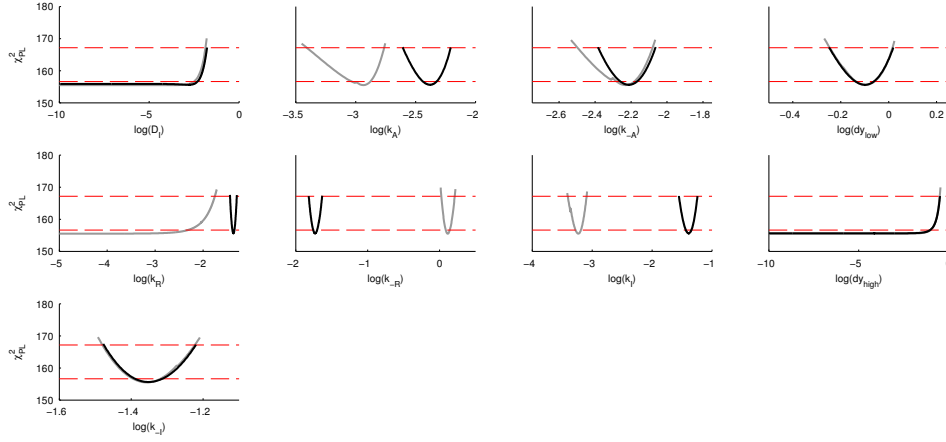 180
170
160
150
χ²PL
−10 −5 0
log(D_I)
−3.5 −3 −2.5 −2
log(k_A)
−2.6 −2.4 −2.2 −2 −1.8
log(k_−A)
−0.4 −0.2 0 0.2
log(dy_low)
180
170
160
150
χ²PL
−5 −4 −3 −2
log(k_R)
−2 −1 0
log(k_−R)
−4 −3 −2 −1
log(k_I)
−10 −5 0
log(dy_high)
180
170
160
150
χ²PL
−1.6 −1.4 −1.2
log(k_−I)